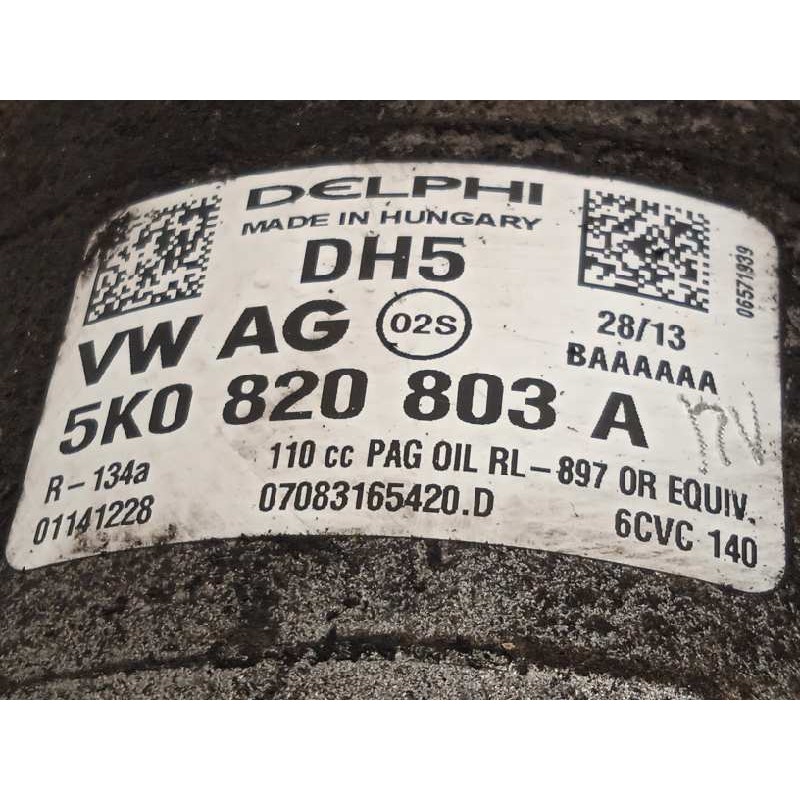 DELPHI
MADE IN HUNGARY
DH5
06571939
VW AG 02S
28/13
BAAAAAA
5K0 820 803 A
R-134a
110 cc PAG OIL RL-897 OR EQUIV.
01141228
07083165420.D
6CVC 140